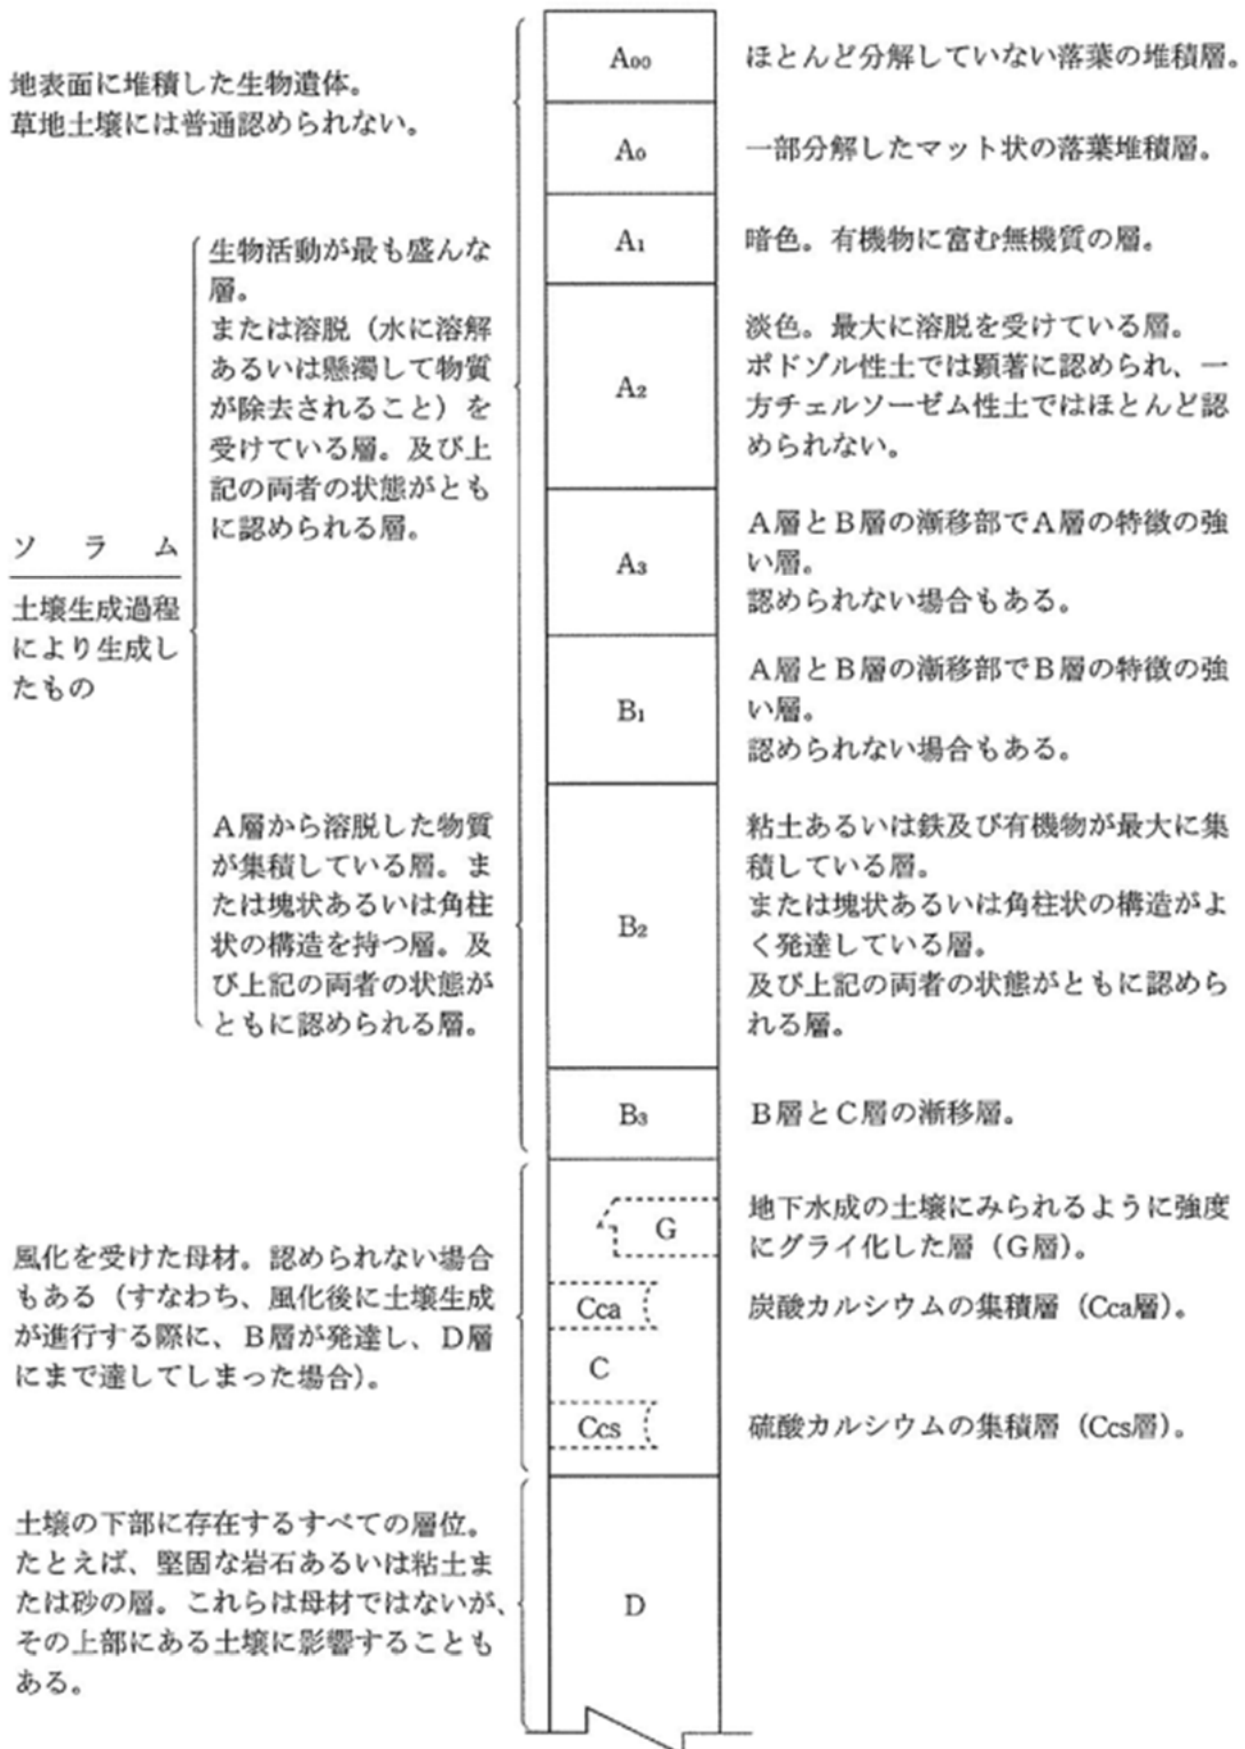 地表面に堆積した生物遺体。
草地土壌には普通認められない。
A00
ほとんど分解していない落葉の堆積層。
A0
一部分解したマット状の落葉堆積層。
A1
暗色。有機物に富む無機質の層。
生物活動が最も盛んな
層。
または溶脱（水に溶解
あるいは懸濁して物質
が除去されること）を
受けている層。及び上
記の両者の状態がとも
に認められる層。
A2
淡色。最大に溶脱を受けている層。
ポドゾル性土では顕著に認められ、一
方チェルソーゼム性土ではほとんど認
められない。
A3
A層とB層の漸移部でA層の特徴の強
い層。
認められない場合もある。
ソラム
土壌生成過程
により生成し
たもの
B1
A層とB層の漸移部でB層の特徴の強
い層。
認められない場合もある。
A層から溶脱した物質
が集積している層。ま
たは塊状あるいは角柱
状の構造を持つ層。及
び上記の両者の状態が
ともに認められる層。
B2
粘土あるいは鉄及び有機物が最大に集
積している層。
または塊状あるいは角柱状の構造がよ
く発達している層。
及び上記の両者の状態がともに認めら
れる層。
B3
B層とC層の漸移層。
風化を受けた母材。認められない場合
もある（すなわち、風化後に土壌生成
が進行する際に、B層が発達し、D層
にまで達してしまった場合）。
G
地下水成の土壌にみられるように強度
にグライ化した層（G層）。
Cca
炭酸カルシウムの集積層（Cca層）。
C
Ccs
硫酸カルシウムの集積層（Ccs層）。
土壌の下部に存在するすべての層位。
たとえば、堅固な岩石あるいは粘土ま
たは砂の層。これらは母材ではないが、
その上部にある土壌に影響することも
ある。
D